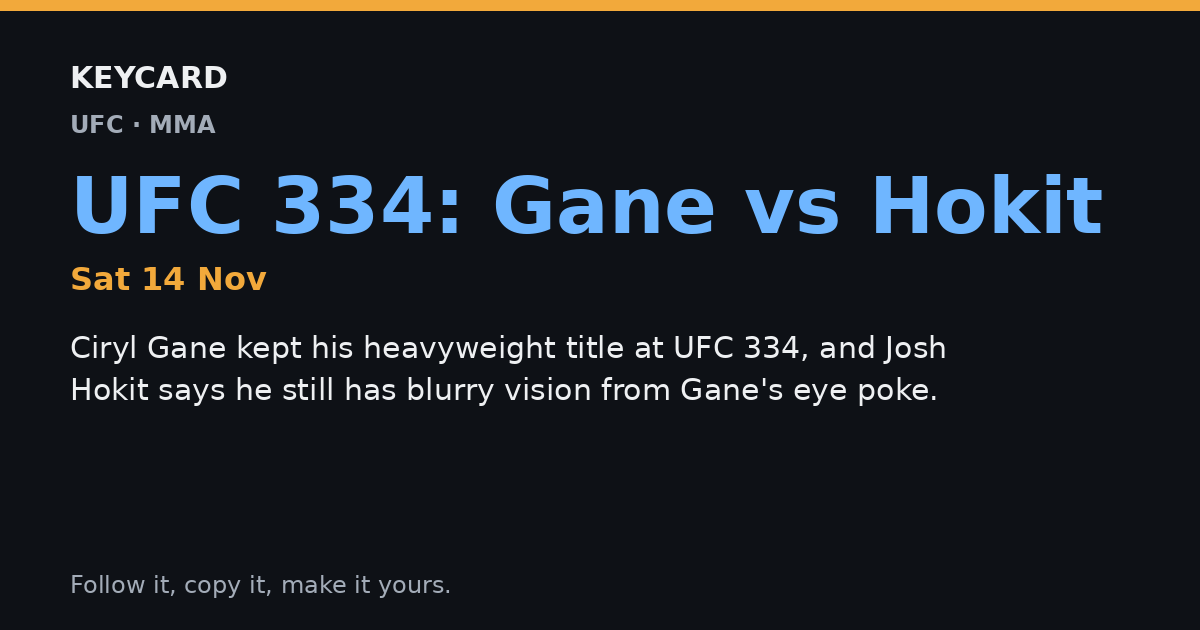 KEYCARD
UFC · MMA
UFC 334: Gane vs Hokit
Sat 14 Nov
Ciryl Gane kept his heavyweight title at UFC 334, and Josh
Hokit says he still has blurry vision from Gane's eye poke.
Follow it, copy it, make it yours.